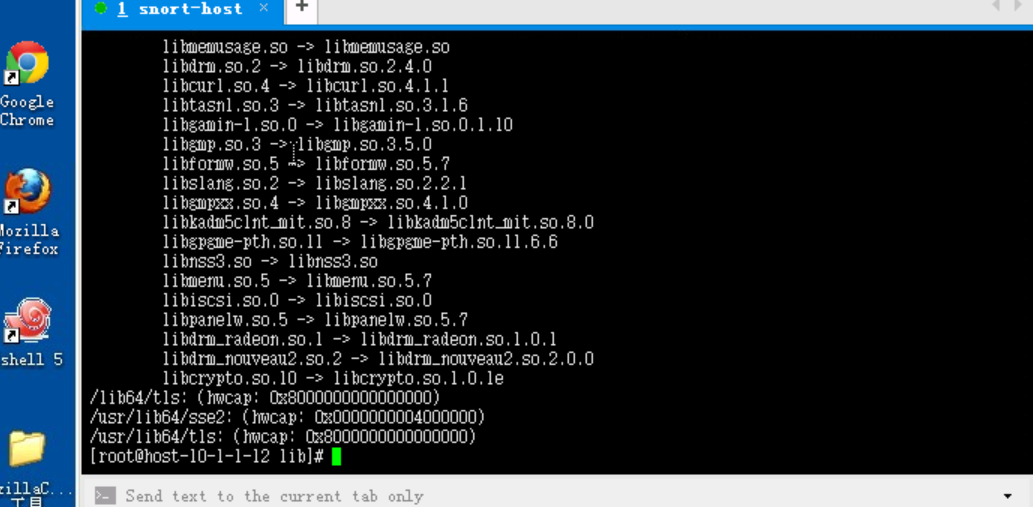 1 snort-host × +
libmemusage.so -> libmemusage.so
libdrm.so.2 -> libdrm.so.2.4.0
libcurl.so.4 -> libcurl.so.4.1.1
libtasn1.so.3 -> libtasn1.so.3.1.6
libgamin-1.so.0 -> libgamin-1.so.0.1.10
libgmp.so.3 -> libgmp.so.3.5.0
libformw.so.5 -> libformw.so.5.7
libslang.so.2 -> libslang.so.2.2.1
libgmpxx.so.4 -> libgmpxx.so.4.1.0
libkadm5clnt_mit.so.8 -> libkadm5clnt_mit.so.8.0
libgpgme-pth.so.11 -> libgpgme-pth.so.11.6.6
libnss3.so -> libnss3.so
libmenu.so.5 -> libmenu.so.5.7
libiscsi.so.0 -> libiscsi.so.0
libpanelw.so.5 -> libpanelw.so.5.7
libdrm_radeon.so.1 -> libdrm_radeon.so.1.0.1
libdrm_nouveau2.so.2 -> libdrm_nouveau2.so.2.0.0
libcrypto.so.10 -> libcrypto.so.1.0.1e
/lib64/tls: (hwcap: 0x8000000000000000)
/usr/lib64/sse2: (hwcap: 0x0000000004000000)
/usr/lib64/tls: (hwcap: 0x8000000000000000)
[root@host-10-1-1-12 lib]#
Send text to the current tab only
Google
Chrome
Mozilla
Firefox
shell 5
zillaC...
工具